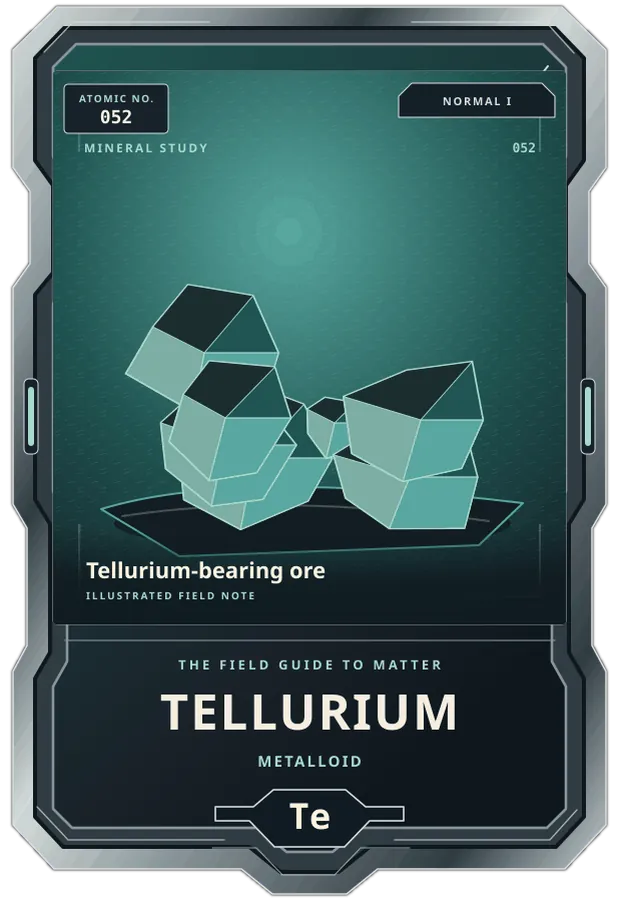 ATOMIC NO.
052
NORMAL I
MINERAL STUDY
052
Tellurium-bearing ore
ILLUSTRATED FIELD NOTE
THE FIELD GUIDE TO MATTER
TELLURIUM
METALLOID
Te